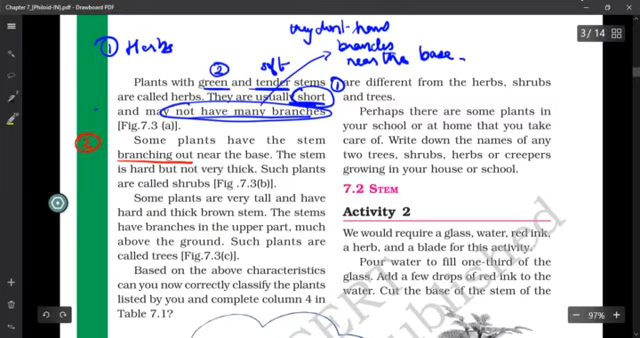 Chapter 7_[Philoid-IN].pdf - Drawboard PDF
3 / 14
① Herbs
they don't have
branches
near the base.
②
soft
①
Plants with green and tender stems
are called herbs. They are usually short
and may not have many branches
[Fig.7.3 (a)].
②
Some plants have the stem
branching out near the base. The stem
is hard but not very thick. Such plants
are called shrubs [Fig .7.3(b)].
Some plants are very tall and have
hard and thick brown stem. The stems
have branches in the upper part, much
above the ground. Such plants are
called trees [Fig.7.3(c)].
Based on the above characteristics
can you now correctly classify the plants
listed by you and complete column 4 in
Table 7.1?
are different from the herbs, shrubs
and trees.
Perhaps there are some plants in
your school or at home that you take
care of. Write down the names of any
two trees, shrubs, herbs or creepers
growing in your house or school.
7.2 STEM
Activity 2
We would require a glass, water, red ink,
a herb, and a blade for this activity.
Pour water to fill one-third of the
glass. Add a few drops of red ink to the
water. Cut the base of the stem of the
97%